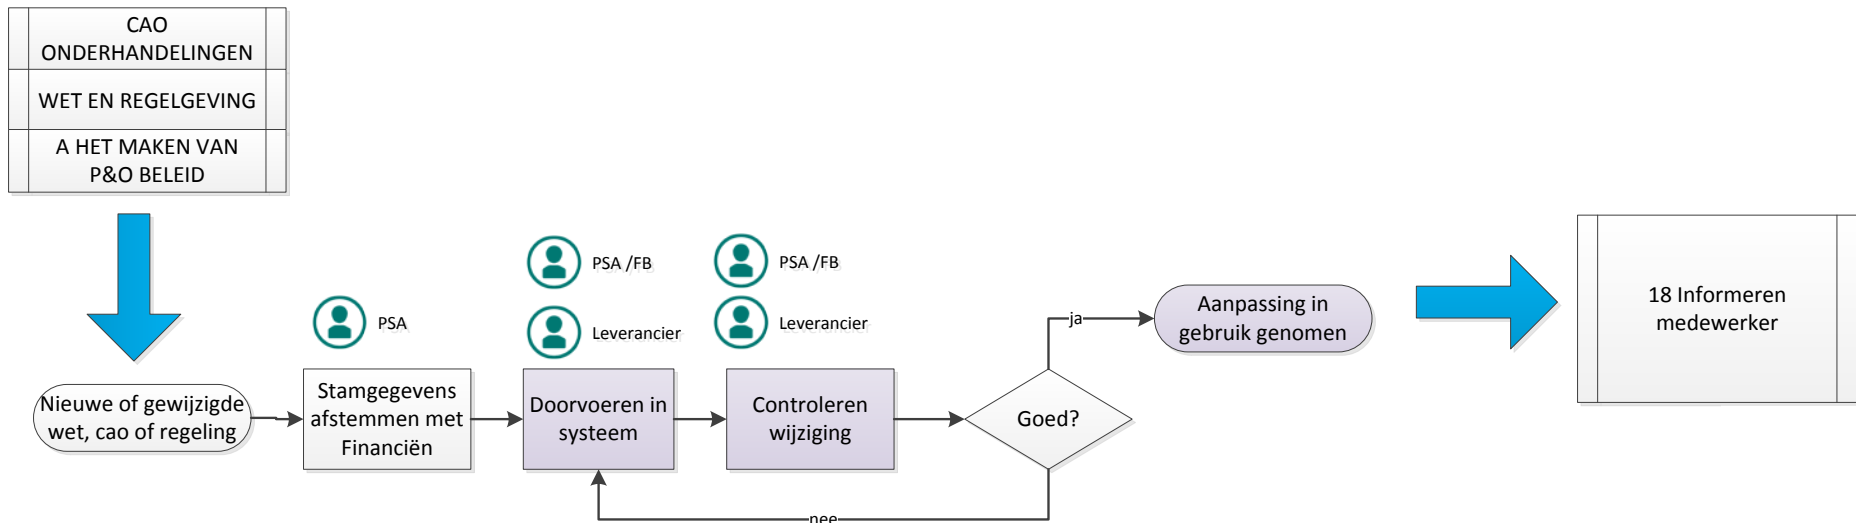 CAO
ONDERHANDELINGEN
WET EN REGELGEVING
A HET MAKEN VAN
P&O BELEID
PSA /FB
PSA /FB
PSA
Leverancier
Leverancier
ja
Aanpassing in
gebruik genomen
18 Informeren
medewerker
Nieuwe of gewijzigde
wet, cao of regeling
Stamgegevens
afstemmen met
Financiën
Doorvoeren in
systeem
Controleren
wijziging
Goed?
nee